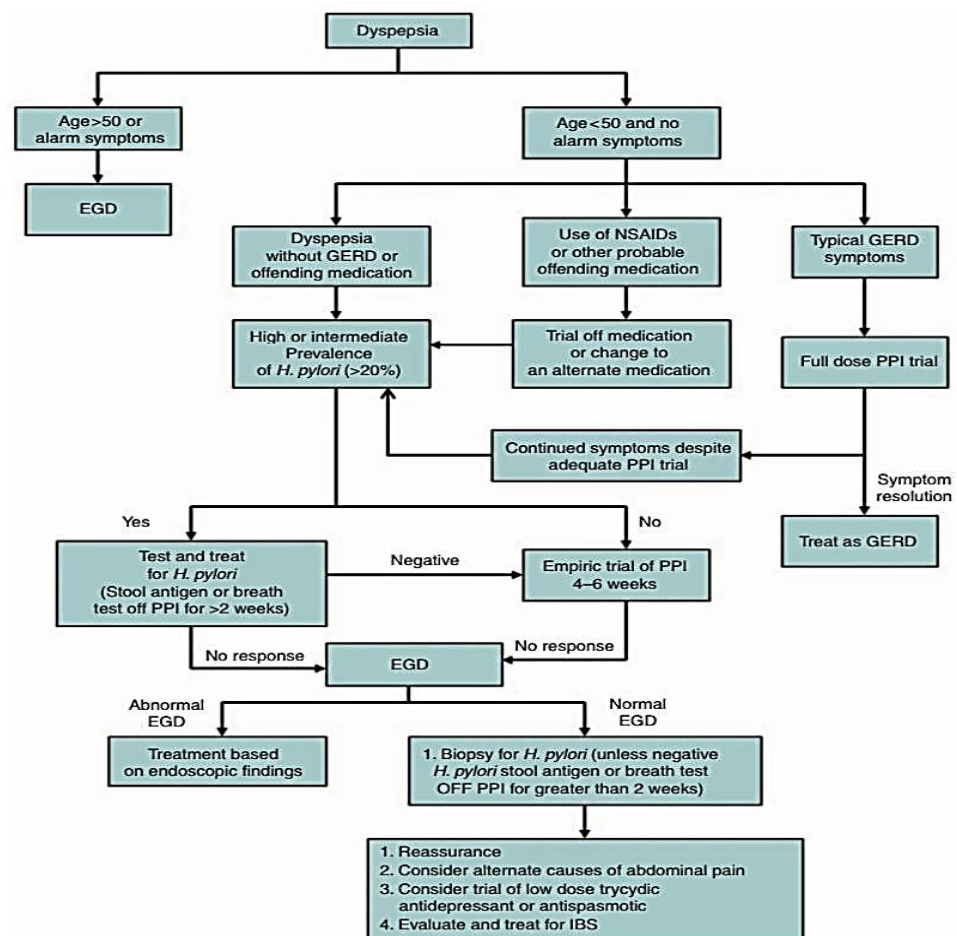 Dyspepsia
Age>50 or
alarm symptoms
Age<50 and no
alarm symptoms
EGD
Dyspepsia
without GERD or
offending medication
Use of NSAIDs
or other probable
offending medication
Typical GERD
symptoms
High or intermediate
Prevalence
of H. pylori (>20%)
Trial off medication
or change to
an alternate medication
Full dose PPI trial
Continued symptoms despite
adequate PPI trial
Symptom
resolution
Treat as GERD
Yes
No
Test and treat
for H. pylori
(Stool antigen or breath
test off PPI for >2 weeks)
Negative
Empiric trial of PPI
4–6 weeks
No response
EGD
No response
Abnormal
EGD
Normal
EGD
Treatment based
on endoscopic findings
1. Biopsy for H. pylori (unless negative
H. pylori stool antigen or breath test
OFF PPI for greater than 2 weeks)
1. Reassurance
2. Consider alternate causes of abdominal pain
3. Consider trial of low dose trycydic
antidepressant or antispasmotic
4. Evaluate and treat for IBS